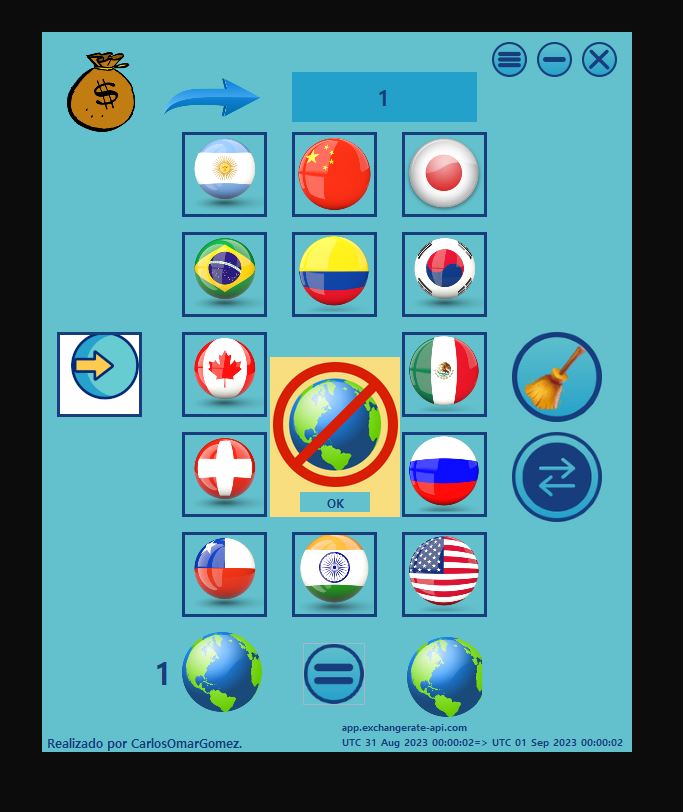 $
1
OK
1
app.exchangerate-api.com
Realizado por CarlosOmarGomez.
UTC 31 Aug 2023 00:00:02=> UTC 01 Sep 2023 00:00:02